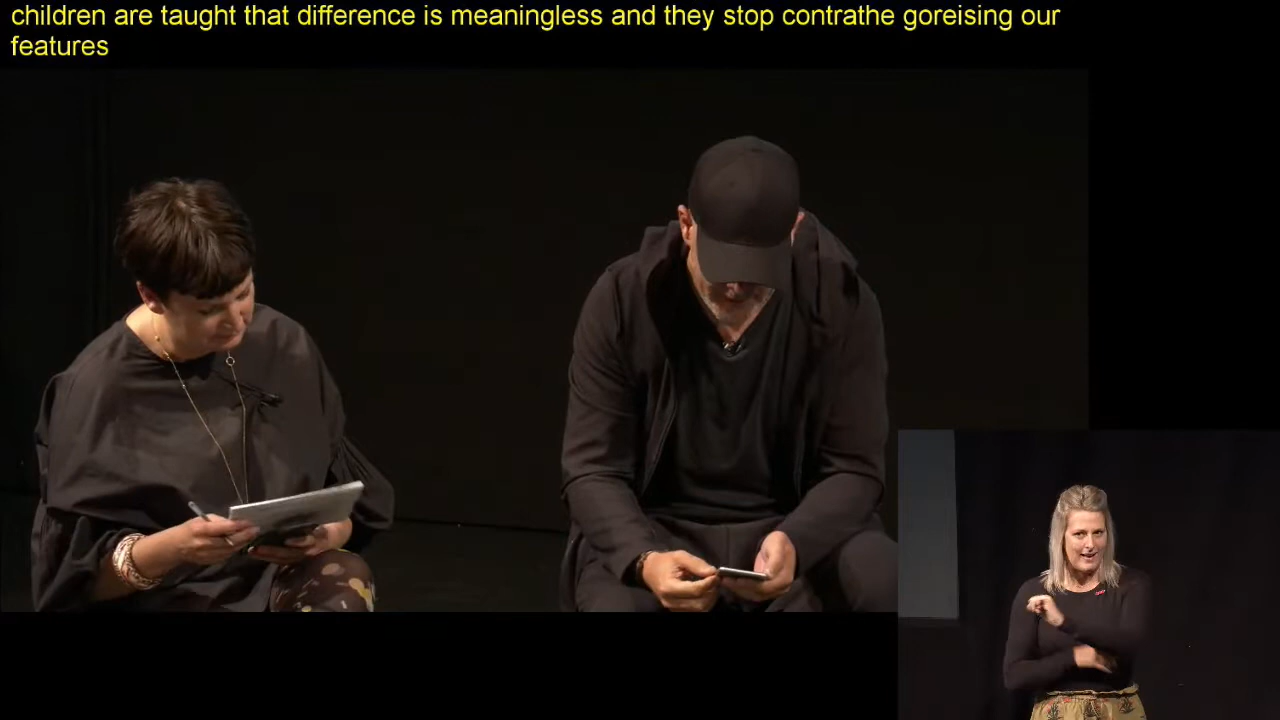 children are taught that difference is meaningless and they stop contrathe goreising our
features